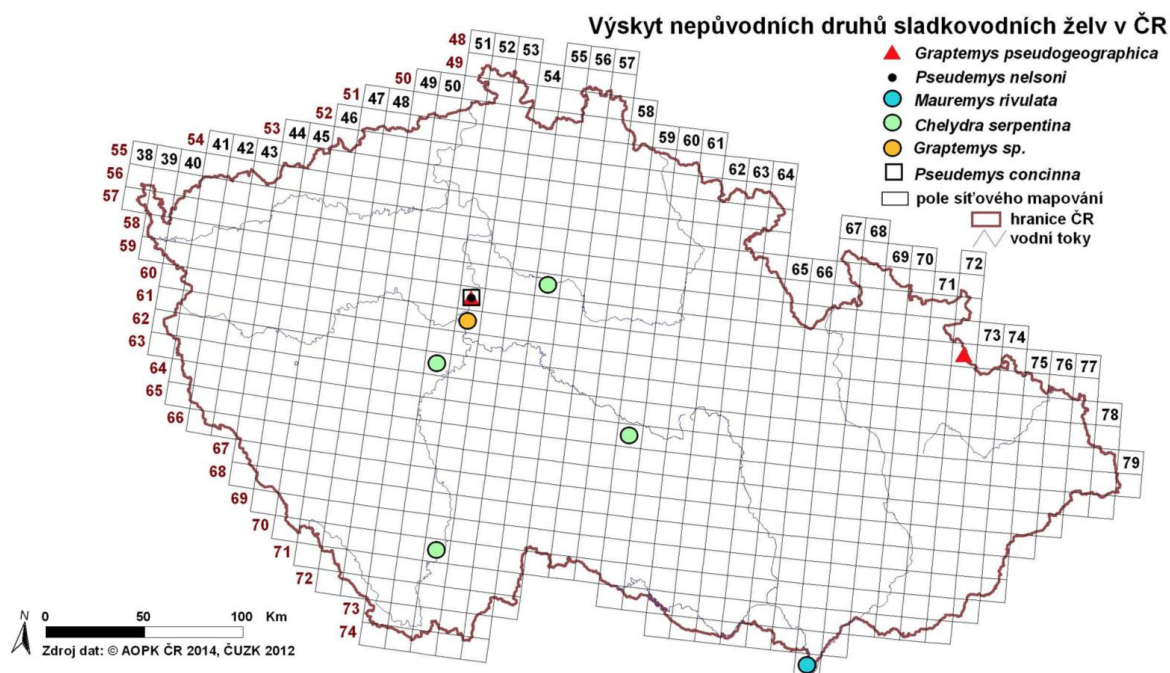 Výskyt nepůvodních druhů sladkovodních želv v ČR
Graptemys pseudogeographica
Pseudemys nelsoni
Mauremys rivulata
Chelydra serpentina
Graptemys sp.
Pseudemys concinna
pole síťového mapování
hranice ČR
vodní toky
48 51 52 53
49 54 55 56 57
50 49 50 58
51 47 48
52 46 59 60 61
53 44 45 62 63 64
54 41 42 43
55 38 39 40
56
57
58 67 68
59 69 70 72
60 65 66 71
61
62
63 73 74
64 75 76 77
65
66 78
67
68 79
69
70
71
72
73
74
N
0 50 100 Km
Zdroj dat: © AOPK ČR 2014, ČUZK 2012